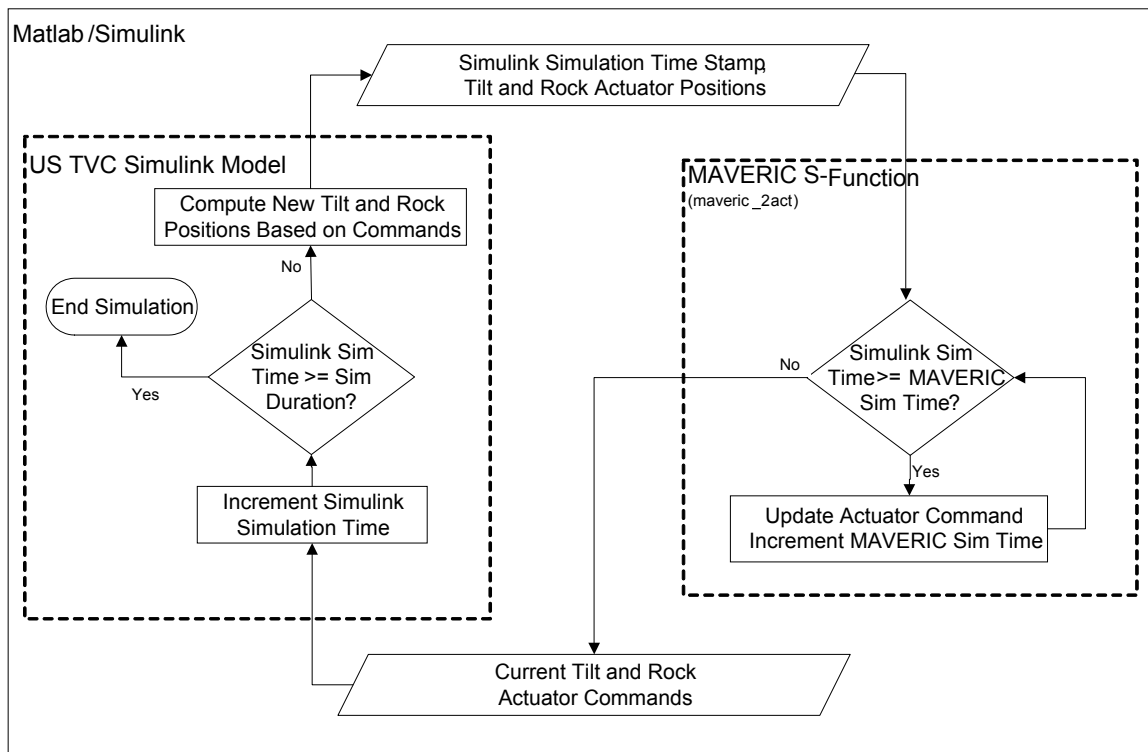 Matlab /Simulink
Simulink Simulation Time Stamp,
Tilt and Rock Actuator Positions
US TVC Simulink Model
Compute New Tilt and Rock
Positions Based on Commands
No
End Simulation
Simulink Sim
Time >= Sim
Duration?
Yes
Increment Simulink
Simulation Time
MAVERIC S-Function
(maveric _2act)
No
Simulink Sim
Time>= MAVERIC
Sim Time?
Yes
Update Actuator Command
Increment MAVERIC Sim Time
Current Tilt and Rock
Actuator Commands